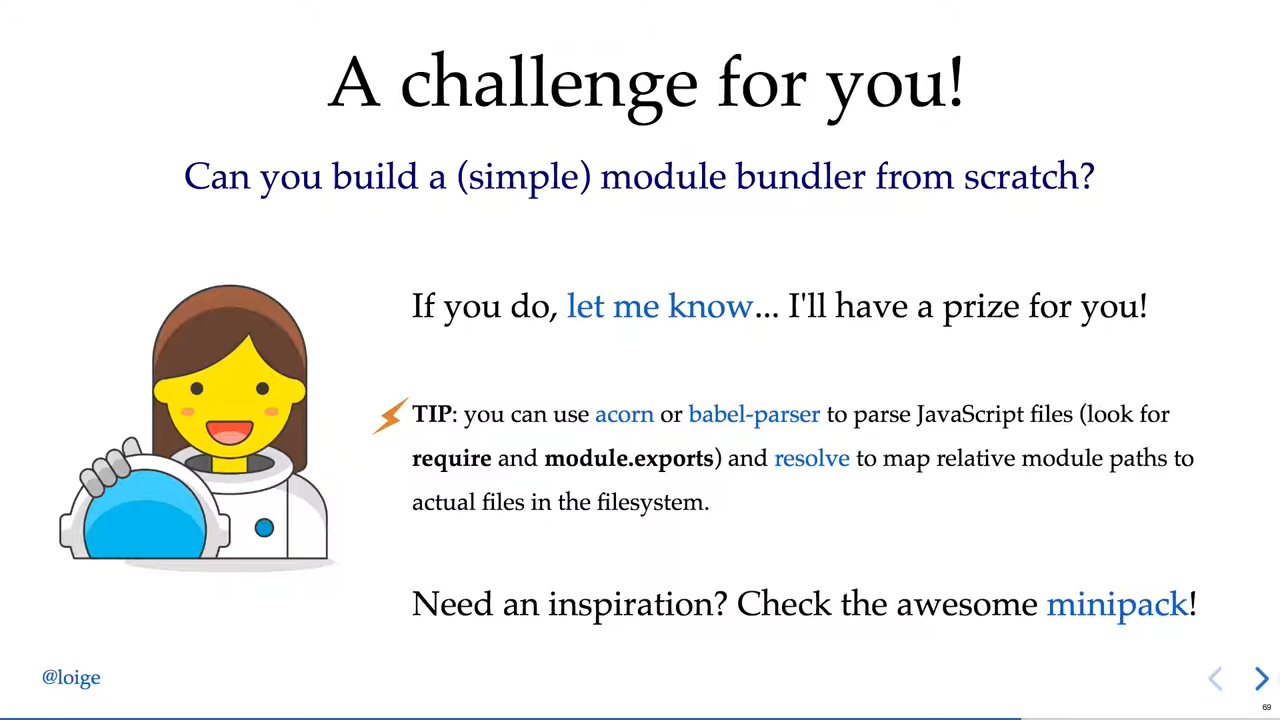 A challenge for you!
Can you build a (simple) module bundler from scratch?
If you do, let me know... I'll have a prize for you!
TIP: you can use acorn or babel-parser to parse JavaScript files (look for
require and module.exports) and resolve to map relative module paths to
actual files in the filesystem.
Need an inspiration? Check the awesome minipack!
@loige
69